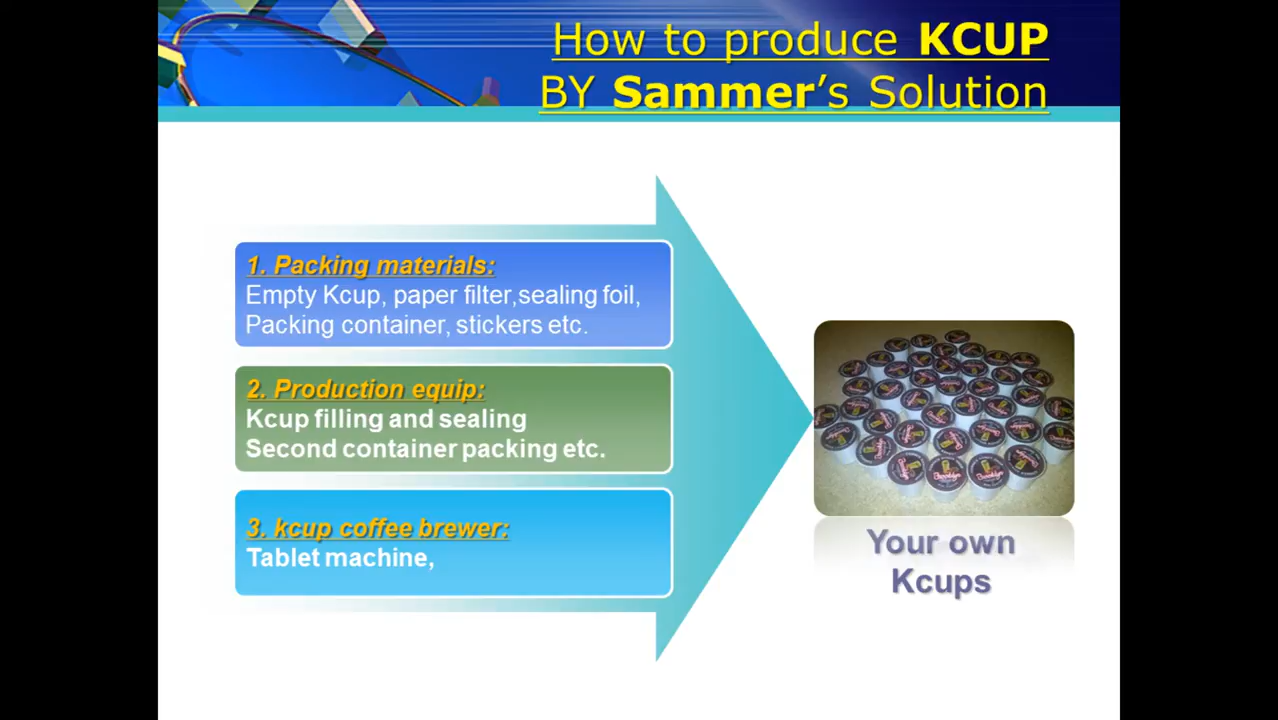 How to produce KCUP
BY Sammer's Solution
1. Packing materials:
Empty Kcup, paper filter,sealing foil,
Packing container, stickers etc.
2. Production equip:
Kcup filling and sealing
Second container packing etc.
3. kcup coffee brewer:
Tablet machine,
Brooklyn
Your own
Kcups